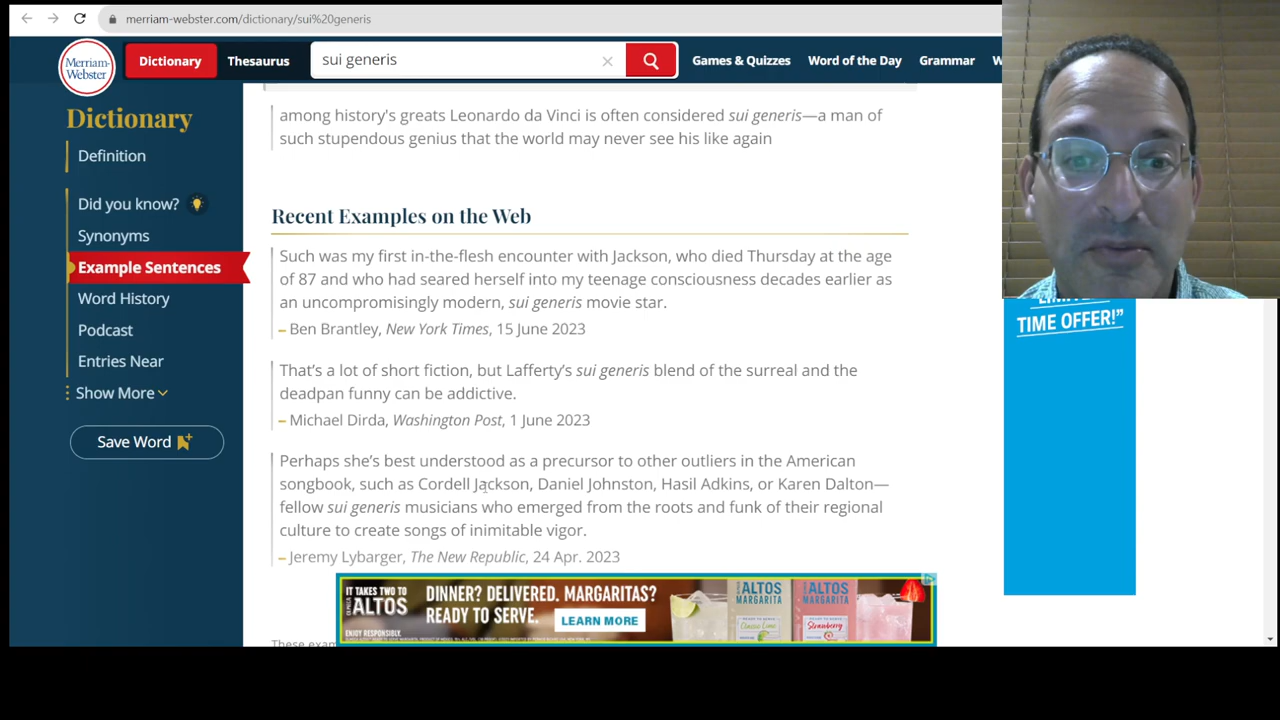 merriam-webster.com/dictionary/sui%20generis
Merriam-
Webster
Dictionary
Thesaurus
sui generis
Games & Quizzes
Word of the Day
Grammar
W
Dictionary
Definition
Did you know?
Synonyms
Example Sentences
Word History
Podcast
Entries Near
Show More
Save Word
among history's greats Leonardo da Vinci is often considered sui generis—a man of
such stupendous genius that the world may never see his like again
Recent Examples on the Web
Such was my first in-the-flesh encounter with Jackson, who died Thursday at the age
of 87 and who had seared herself into my teenage consciousness decades earlier as
an uncompromisingly modern, sui generis movie star.
– Ben Brantley, New York Times, 15 June 2023
That's a lot of short fiction, but Lafferty's sui generis blend of the surreal and the
deadpan funny can be addictive.
– Michael Dirda, Washington Post, 1 June 2023
Perhaps she's best understood as a precursor to other outliers in the American
songbook, such as Cordell Jackson, Daniel Johnston, Hasil Adkins, or Karen Dalton—
fellow sui generis musicians who emerged from the roots and funk of their regional
culture to create songs of inimitable vigor.
– Jeremy Lybarger, The New Republic, 24 Apr. 2023
TIME OFFER!”
IT TAKES TWO TO
ALTOS
ENJOY RESPONSIBLY.
DINNER? DELIVERED. MARGARITAS?
READY TO SERVE.
LEARN MORE
ALTOS
MARGARITA
Classic Lime
ALTOS
MARGARITA
Strawberry
These exam